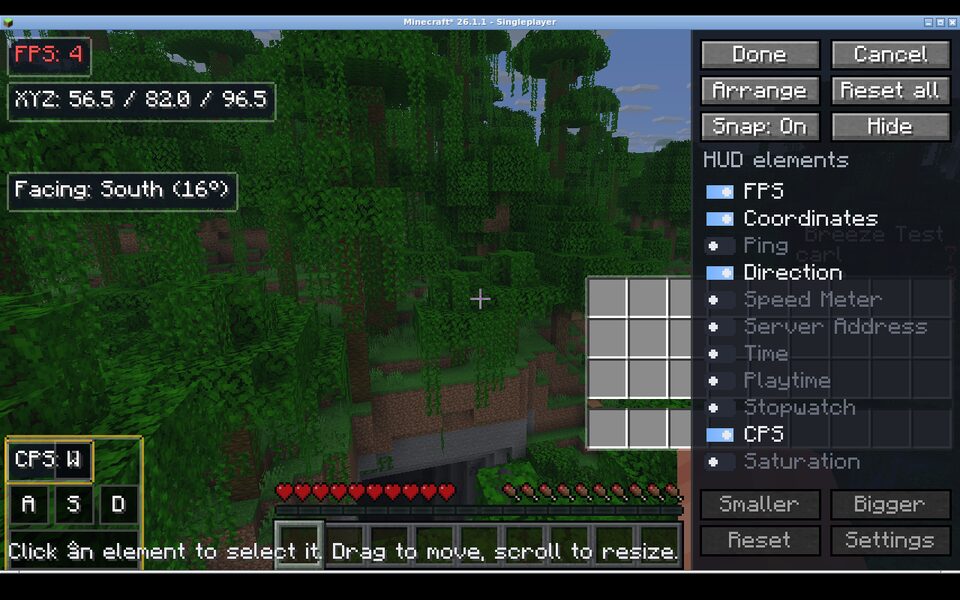 Minecraft* 26.1.1 - Singleplayer
FPS: 4
XYZ: 56.5 / 82.0 / 96.5
Facing: South (16°)
Done
Cancel
Arrange
Reset all
Snap: On
Hide
HUD elements
FPS
Coordinates
Ping
Breeze Test
carl
Direction
Speed Meter
Server Address
Time
Playtime
Stopwatch
CPS
Saturation
Smaller
Bigger
Reset
Settings
CPS: W
A S D
Click an element to select it. Drag to move, scroll to resize.